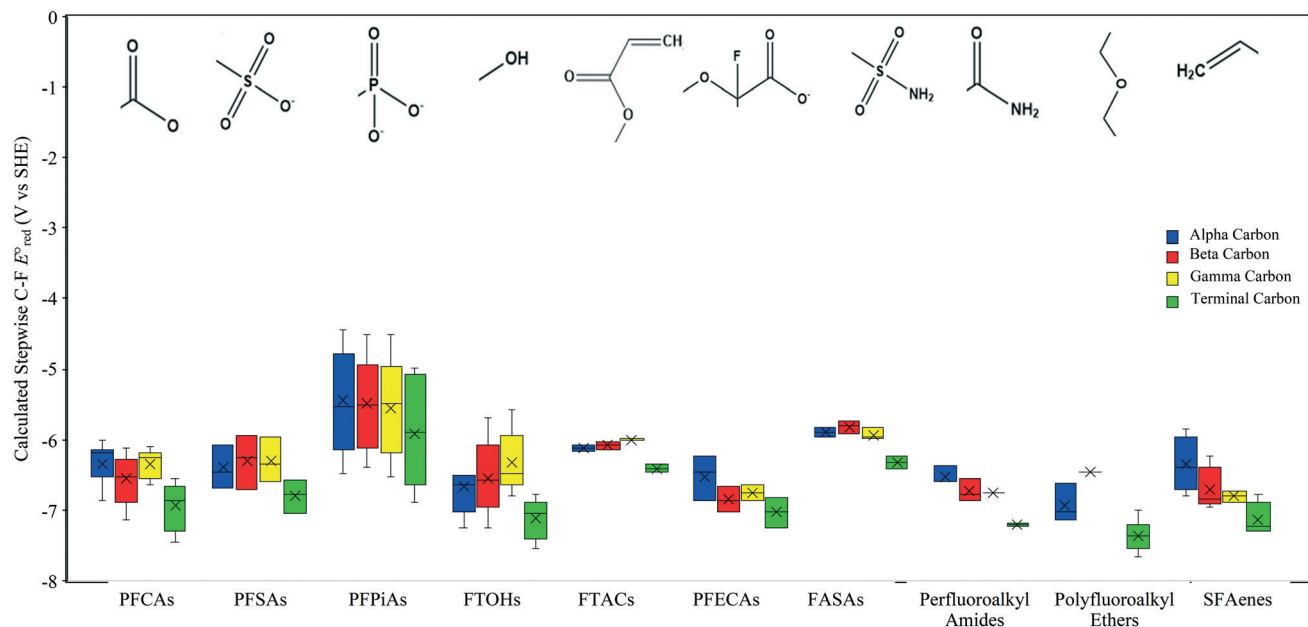 Calculated Stepwise C-F E°red (V vs SHE)
0
-1
-2
-3
-4
-5
-6
-7
-8
O
O
O
S
O⁻
O
O
P
O⁻
O⁻
OH
CH
O
O
F
O
O
O⁻
O
S
NH₂
O
O
NH₂
O
H₂C
Alpha Carbon
Beta Carbon
Gamma Carbon
Terminal Carbon
PFCAs
PFSAs
PFPiAs
FTOHs
FTACs
PFECAs
FASAs
Perfluoroalkyl
Amides
Polyfluoroalkyl
Ethers
SFAenes